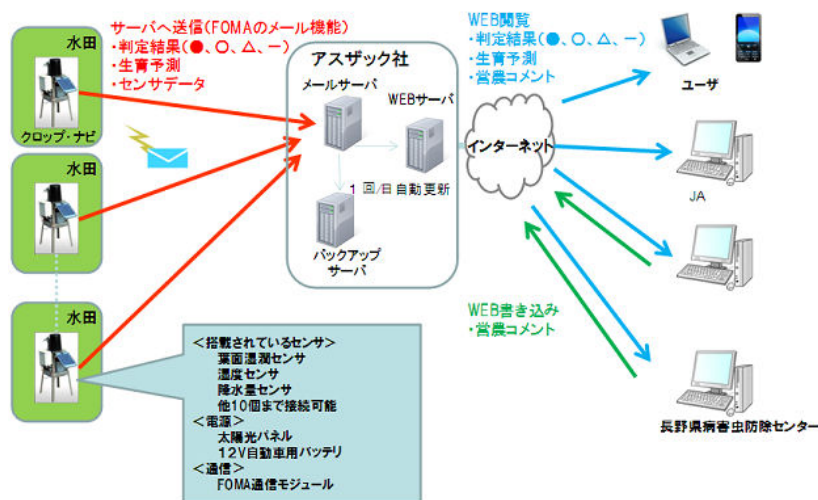 水田
クロップ・ナビ
水田
水田
サーバへ送信(FOMAのメール機能)
・判定結果(●、○、△、－)
・生育予測
・センサデータ
アスザック社
メールサーバ
WEBサーバ
1回/日自動更新
バックアップ
サーバ
インターネット
WEB閲覧
・判定結果(●、○、△、－)
・生育予測
・営農コメント
ユーザ
JA
WEB書き込み
・営農コメント
長野県病害虫防除センター
<搭載されているセンサ>
葉面湿潤センサ
温度センサ
降水量センサ
他10個まで接続可能
<電源>
太陽光パネル
12V自動車用バッテリ
<通信>
FOMA通信モジュール